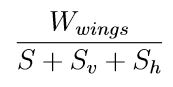 W_{wings}
S + S_v + S_h